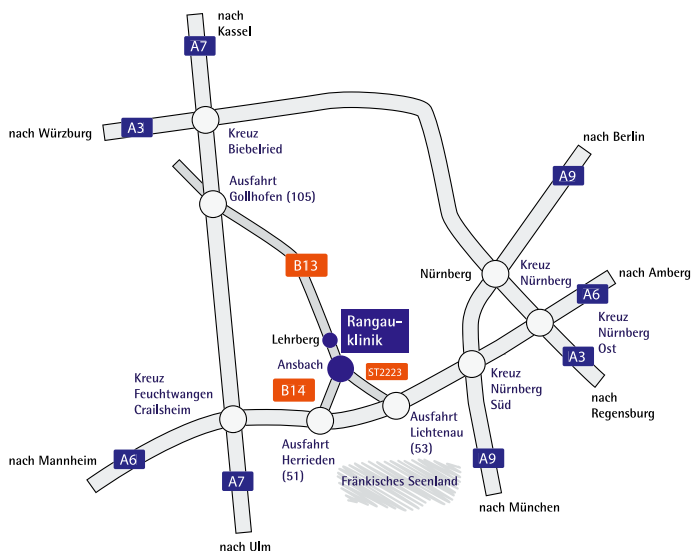 nach
Kassel
A7
nach Würzburg
A3
Kreuz
Biebelried
nach Berlin
A9
Ausfahrt
Gollhofen (105)
B13
Nürnberg
Kreuz
Nürnberg
nach Amberg
A6
Kreuz
Nürnberg
Ost
A3
nach
Regensburg
Lehrberg
Rangau-
klinik
Ansbach
ST2223
B14
Kreuz
Feuchtwangen
Crailsheim
Kreuz
Nürnberg
Süd
Ausfahrt
Lichtenau
(53)
Ausfahrt
Herrieden
(51)
nach Mannheim
A6
A7
nach Ulm
Fränkisches Seenland
A9
nach München